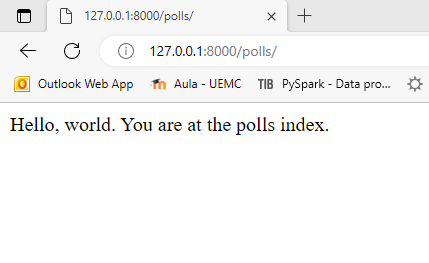 127.0.0.1:8000/polls/
127.0.0.1:8000/polls/
Outlook Web App Aula - UEMC TIB PySpark - Data pro...
Hello, world. You are at the polls index.